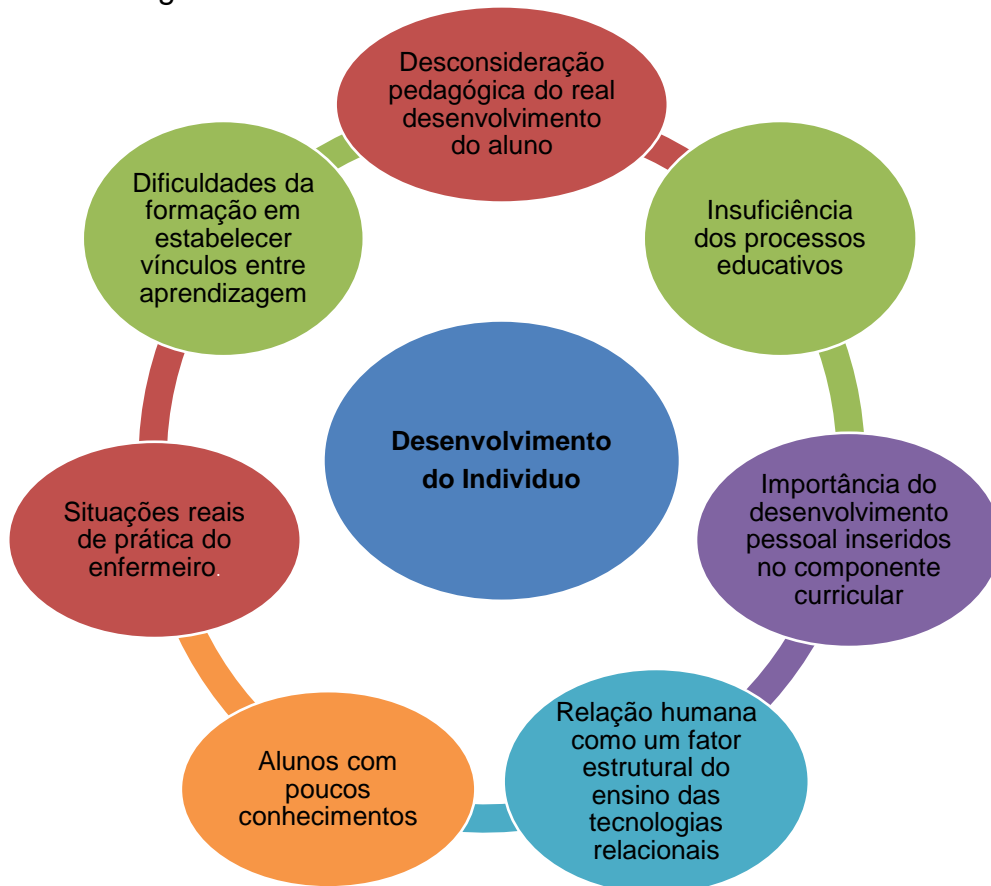 Desconsideração
pedagógica do real
desenvolvimento
do aluno
Insuficiência
dos processos
educativos
Importância do
desenvolvimento
pessoal inseridos
no componente
curricular
Relação humana
como um fator
estrutural do
ensino das
tecnologias
relacionais
Alunos com
poucos
conhecimentos
Situações reais
de prática do
enfermeiro.
Dificuldades da
formação em
estabelecer
vínculos entre
aprendizagem
Desenvolvimento
do Individuo